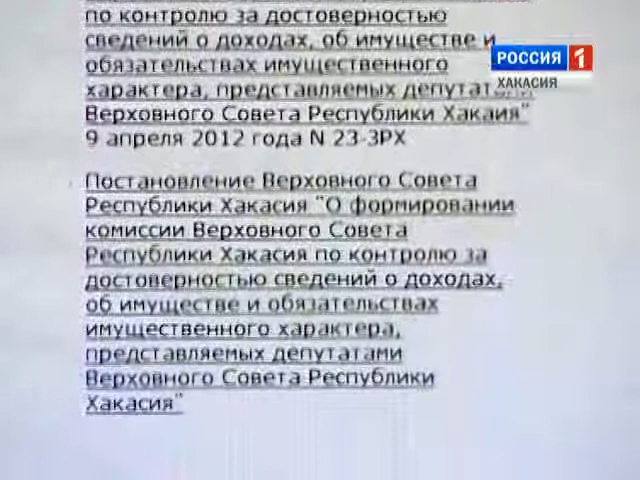 по контролю за достоверностью
сведений о доходах, об имуществе и
обязательствах имущественного
характера, представляемых
Верховного Совета Республики Хакаия"
9 апреля 2012 года N 23-ЗРХ
РОССИЯ 1
ХАКАСИЯ
Постановление Верховного Совета
Республики Хакасия "О формировании
комиссии Верховного Совета
Республики Хакасия по контролю за
достоверностью сведений о доходах,
об имуществе и обязательствах
имущественного характера,
представляемых депутатами
Верховного Совета Республики
Хакасия"